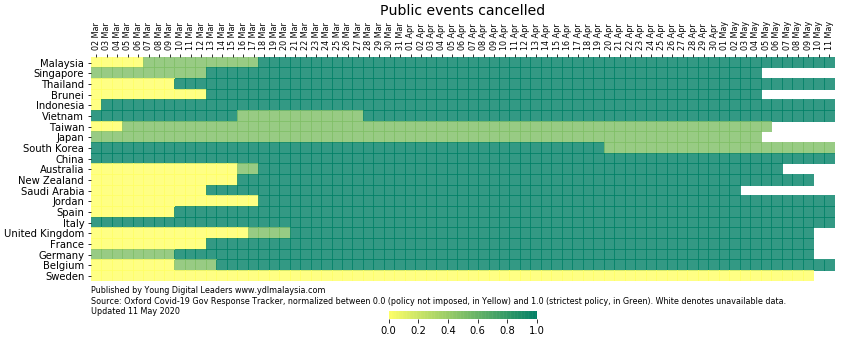 Public events cancelled
02 Mar 03 Mar 04 Mar 05 Mar 06 Mar 07 Mar 08 Mar 09 Mar 10 Mar 11 Mar 12 Mar 13 Mar 14 Mar 15 Mar 16 Mar 17 Mar 18 Mar 19 Mar 20 Mar 21 Mar 22 Mar 23 Mar 24 Mar 25 Mar 26 Mar 27 Mar 28 Mar 29 Mar 30 Mar 31 Mar 01 Apr 02 Apr 03 Apr 04 Apr 05 Apr 06 Apr 07 Apr 08 Apr 09 Apr 10 Apr 11 Apr 12 Apr 13 Apr 14 Apr 15 Apr 16 Apr 17 Apr 18 Apr 19 Apr 20 Apr 21 Apr 22 Apr 23 Apr 24 Apr 25 Apr 26 Apr 27 Apr 28 Apr 29 Apr 30 Apr 01 May 02 May 03 May 04 May 05 May 06 May 07 May 08 May 09 May 10 May 11 May
Malaysia
Singapore
Thailand
Brunei
Indonesia
Vietnam
Taiwan
Japan
South Korea
China
Australia
New Zealand
Saudi Arabia
Jordan
Spain
Italy
United Kingdom
France
Germany
Belgium
Sweden
Published by Young Digital Leaders www.ydlmalaysia.com
Source: Oxford Covid-19 Gov Response Tracker, normalized between 0.0 (policy not imposed, in Yellow) and 1.0 (strictest policy, in Green). White denotes unavailable data.
Updated 11 May 2020
0.0 0.2 0.4 0.6 0.8 1.0